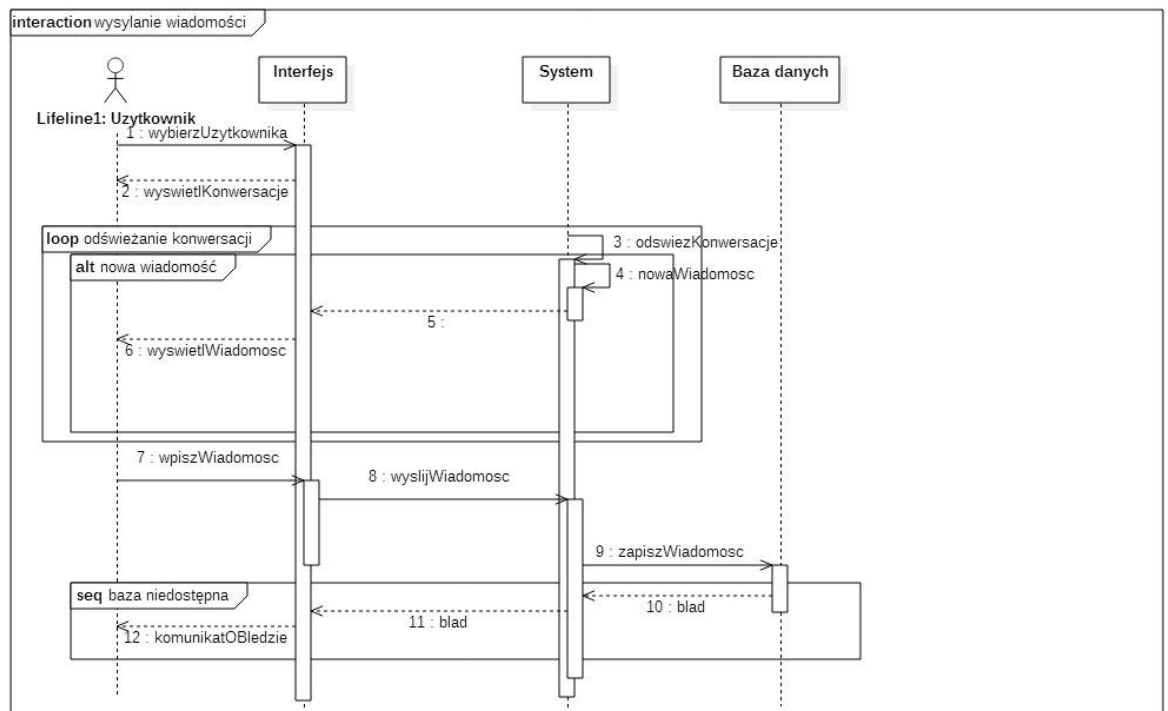 interaction wysylanie wiadomości
Interfejs
System
Baza danych
Lifeline1: Uzytkownik
1 : wybierzUzytkownika
2 : wyswietlKonwersacje
loop odświeżanie konwersacji
3 : odswiezKonwersacje
alt nowa wiadomość
4 : nowaWiadomosc
5 :
6 : wyswietlWiadomosc
7 : wpiszWiadomosc
8 : wyslijWiadomosc
9 : zapiszWiadomosc
seq baza niedostępna
10 : blad
11 : blad
12 : komunikatOBledzie